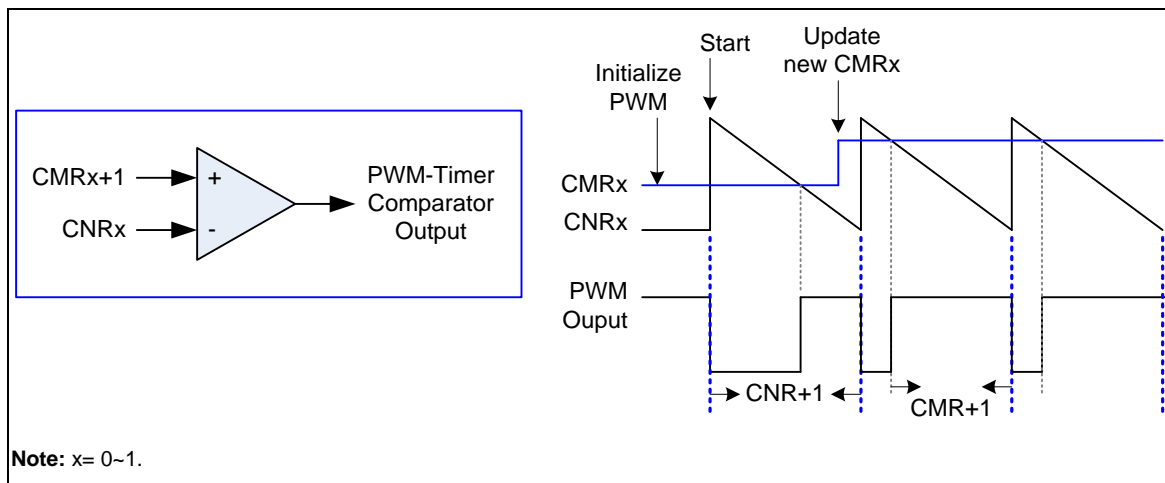 CMRx+1
CNRx
+
-
PWM-Timer
Comparator
Output
Initialize
PWM
Start
Update
new CMRx
CMRx
CNRx
PWM
Ouput
CNR+1
CMR+1
Note: x= 0~1.